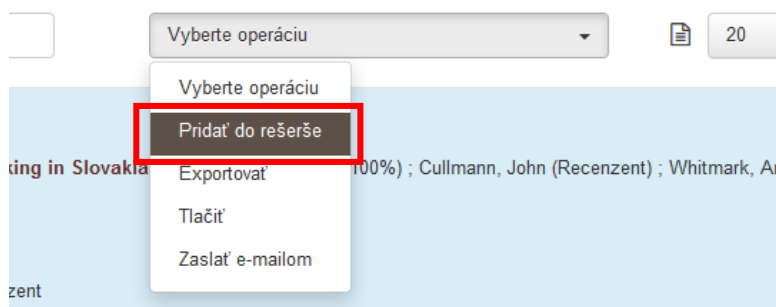 Vyberte operáciu
20
Vyberte operáciu
Pridať do rešerše
king in Slovakia 100%) ; Cullmann, John (Recenzent) ; Whitmark, A
Exportovať
Tlačiť
Zaslať e-mailom
zent